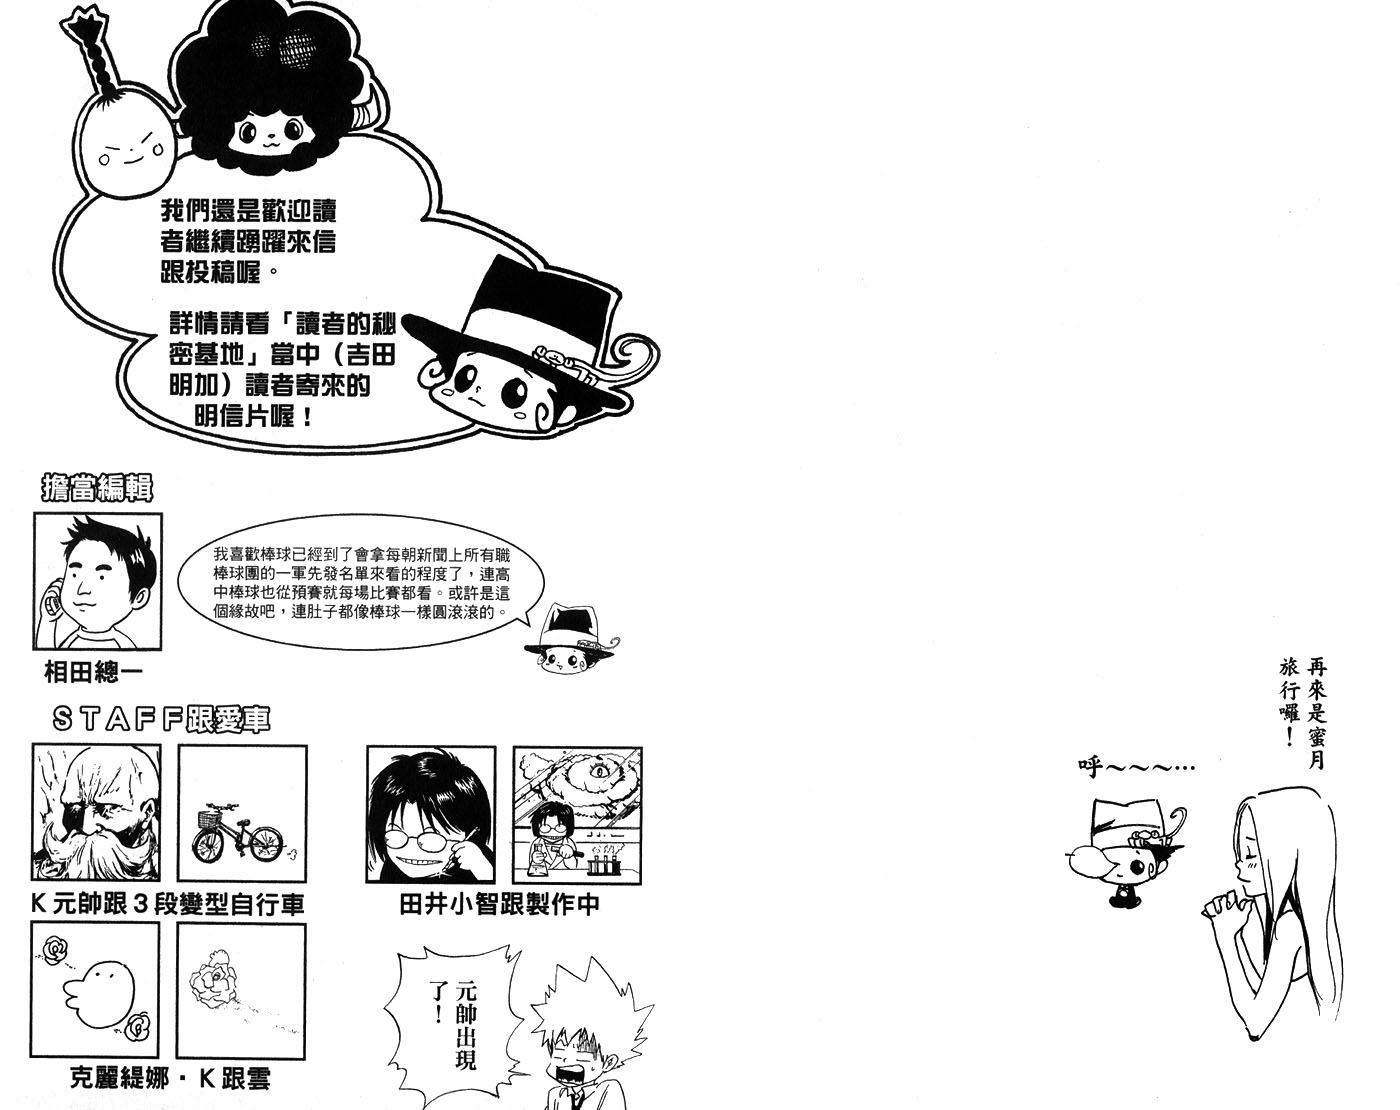 再來是蜜月
旅行囉！
呼～～～…
我們還是歡迎讀
者繼續踴躍來信
跟投稿喔。
詳情請看「讀者的秘
密基地」當中（吉田
明加）讀者寄來的
明信片喔！
擔當編輯
我喜歡棒球已經到了會拿每朝新聞上所有職
棒球團的一軍先發名單來看的程度了，連高
中棒球也從預賽就每場比賽都看。或許是這
個緣故吧，連肚子都像棒球一樣圓滾滾的。
相田總一
ＳＴＡＦＦ跟愛車
K 元帥跟３段變型自行車
田井小智跟製作中
克麗緹娜・K 跟雲
元帥出現
了！